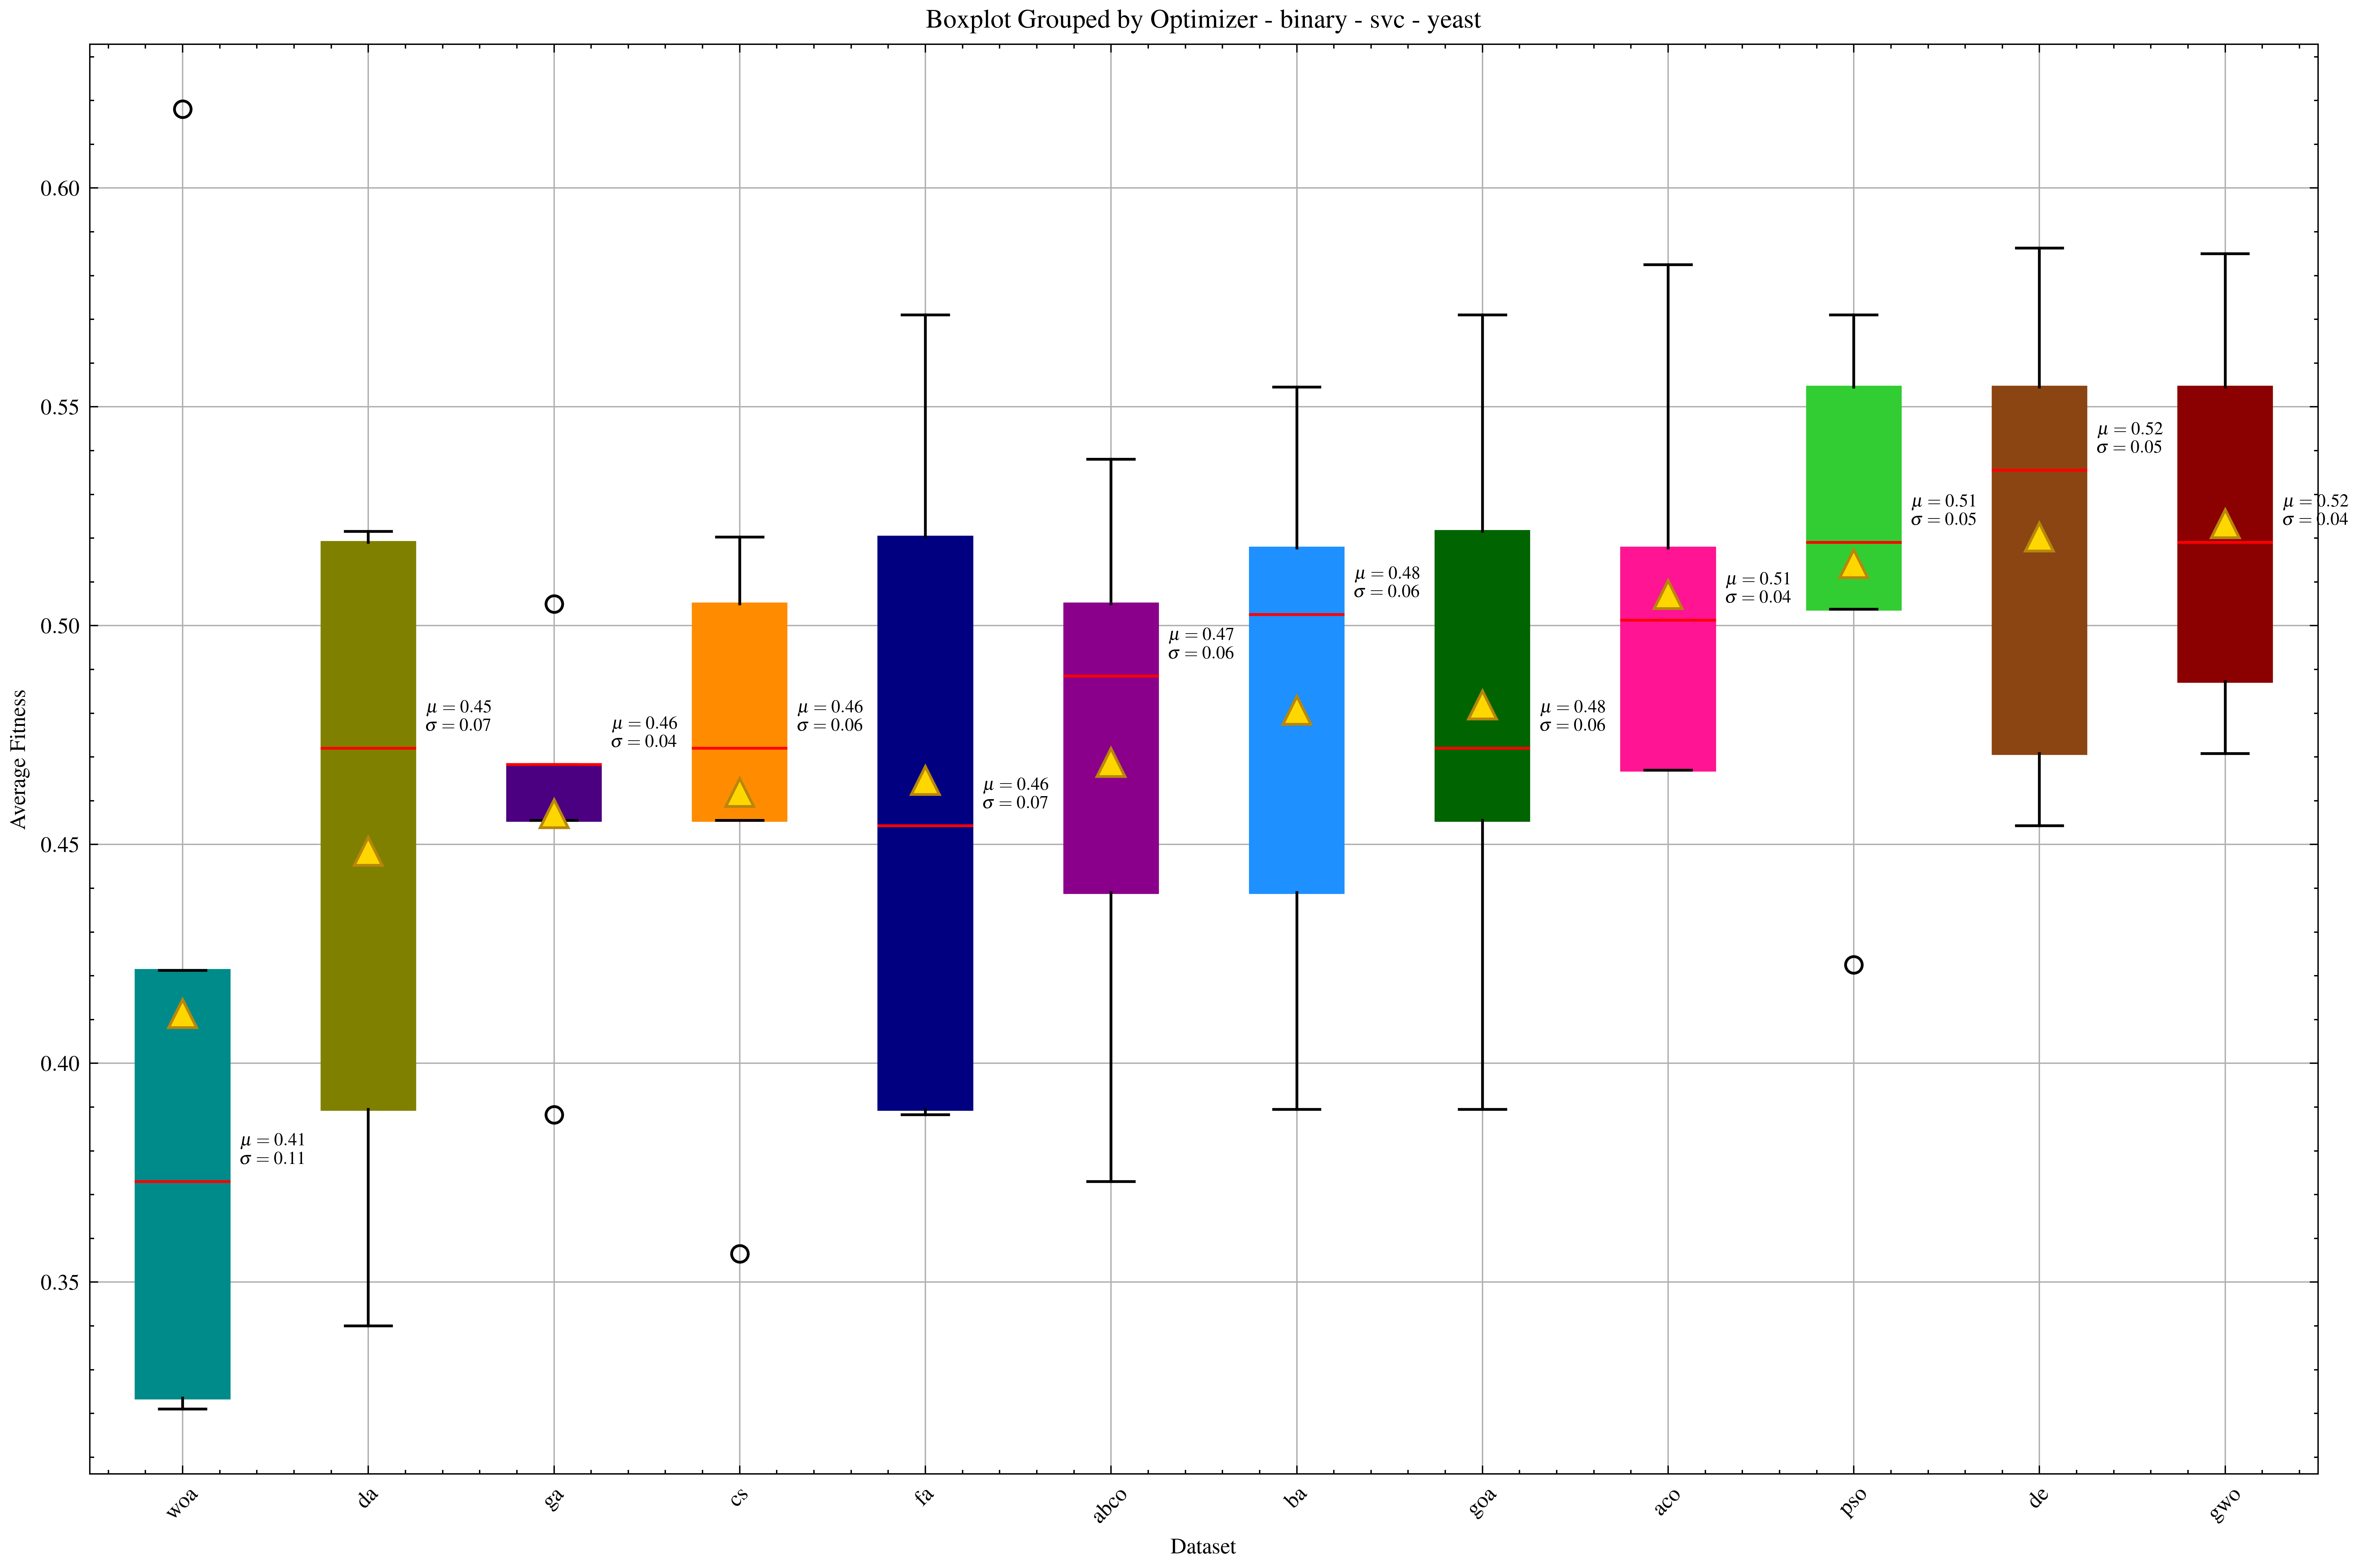 Boxplot Grouped by Optimizer - binary - svc - yeast
Average Fitness
0.60
0.55
0.50
0.45
0.40
0.35
μ = 0.41
σ = 0.11
μ = 0.45
σ = 0.07
μ = 0.46
σ = 0.04
μ = 0.46
σ = 0.06
μ = 0.46
σ = 0.07
μ = 0.47
σ = 0.06
μ = 0.48
σ = 0.06
μ = 0.48
σ = 0.06
μ = 0.51
σ = 0.04
μ = 0.51
σ = 0.05
μ = 0.52
σ = 0.05
μ = 0.52
σ = 0.04
woa
da
ga
cs
fa
abco
ba
goa
aco
pso
de
gwo
Dataset